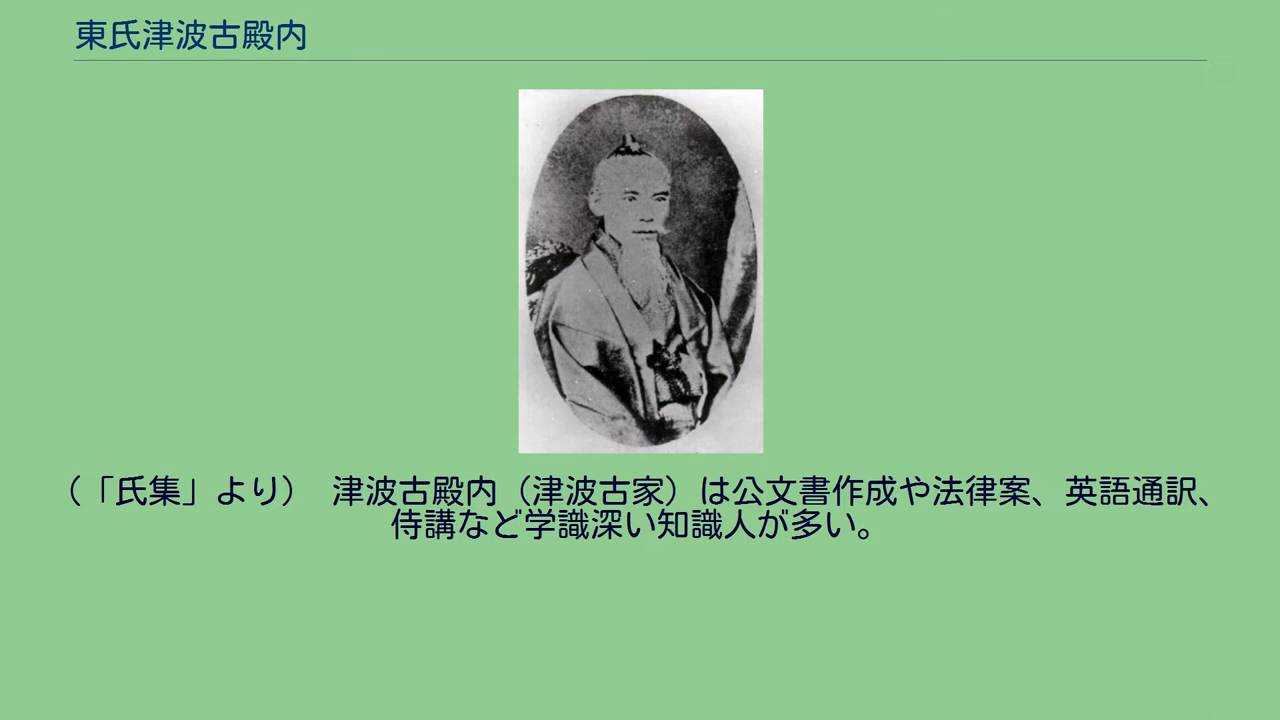 東氏津波古殿内
（「氏集」より）　津波古殿内（津波古家）は公文書作成や法律案、英語通訳、
侍講など学識深い知識人が多い。